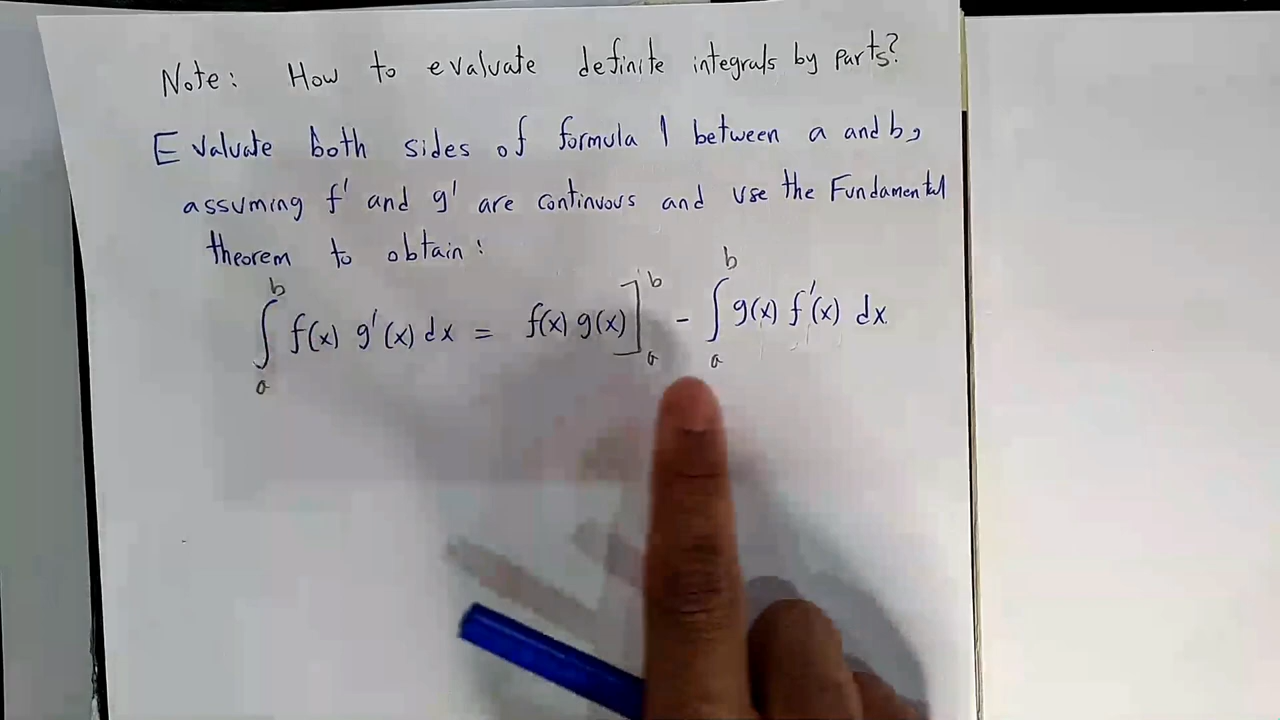 Note: How to evaluate definite integrals by parts?
Evaluate both sides of formula 1 between a and b,
assuming f' and g' are continuous and use the Fundamental
theorem to obtain:
∫_a^b f(x) g'(x) dx = f(x) g(x)]_a^b - ∫_a^b g(x) f'(x) dx